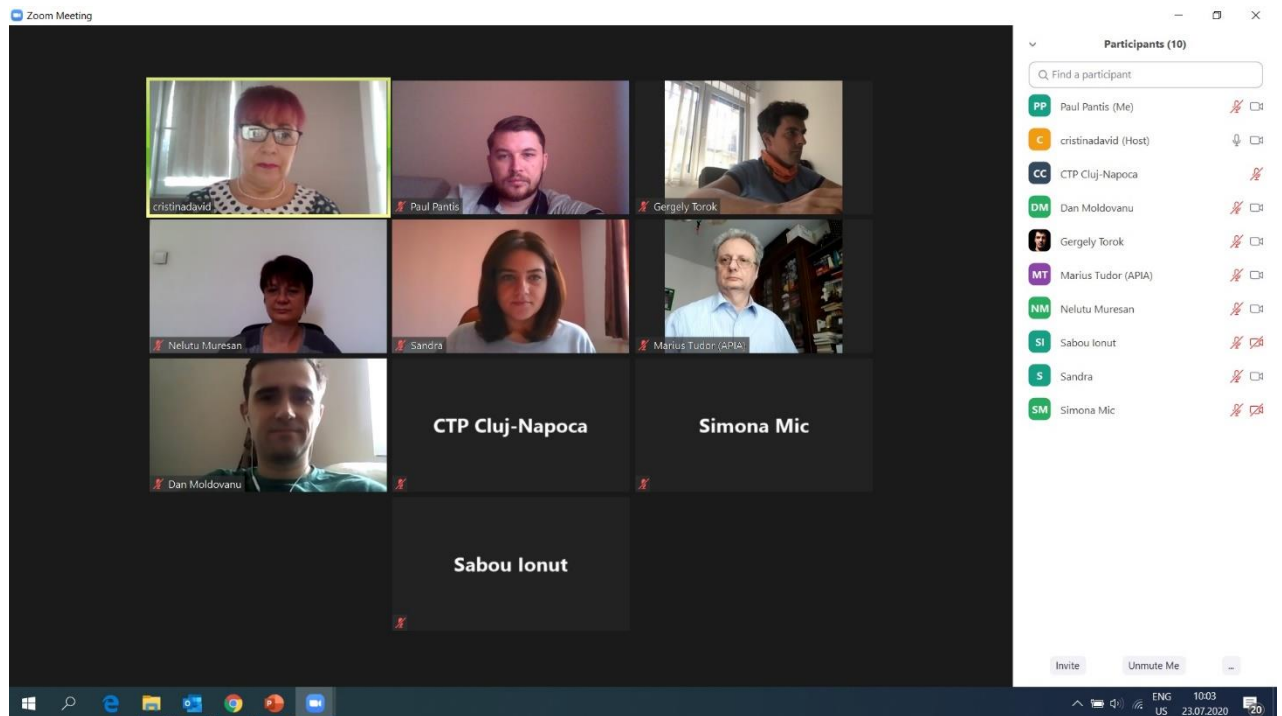 Zoom Meeting
cristinadavid
Paul Pantis
Gergely Torok
Nelutu Muresan
Sandra
Marius Tudor (APIA)
Dan Moldovanu
CTP Cluj-Napoca
Simona Mic
Sabou Ionut
Participants (10)
Find a participant
PP Paul Pantis (Me)
C cristinadavid (Host)
CC CTP Cluj-Napoca
DM Dan Moldovanu
Gergely Torok
MT Marius Tudor (APIA)
NM Nelutu Muresan
SI Sabou Ionut
S Sandra
SM Simona Mic
Invite Unmute Me ...
ENG 10:03
US 23.07.2020 20